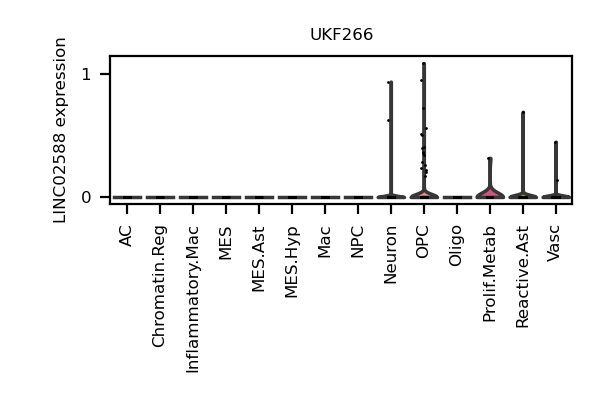 UKF266
LINC02588 expression
1
0
AC
Chromatin.Reg
Inflammatory.Mac
MES
MES.Ast
MES.Hyp
Mac
NPC
Neuron
OPC
Oligo
Prolif.Metab
Reactive.Ast
Vasc